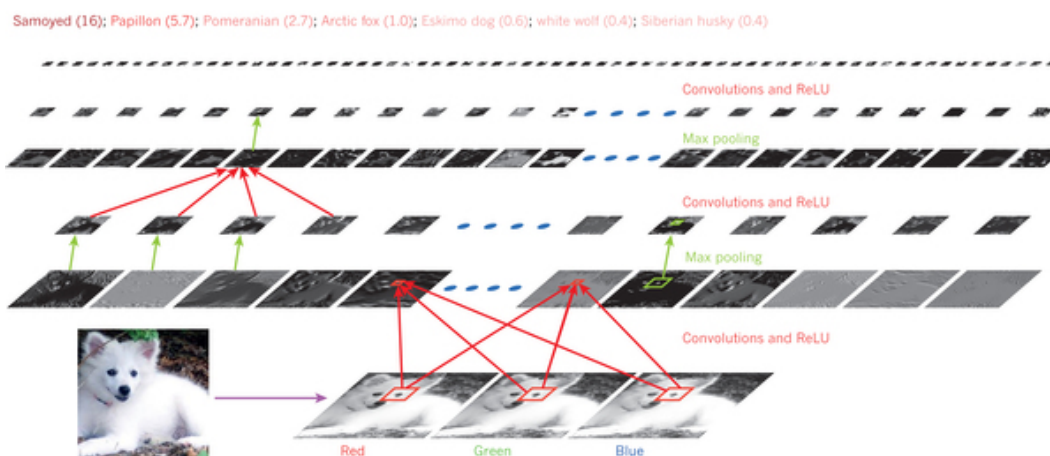 Samoyed (16); Papillon (5.7); Pomeranian (2.7); Arctic fox (1.0); Eskimo dog (0.6); white wolf (0.4); Siberian husky (0.4)
Convolutions and ReLU
Max pooling
Convolutions and ReLU
Max pooling
Convolutions and ReLU
Red
Green
Blue